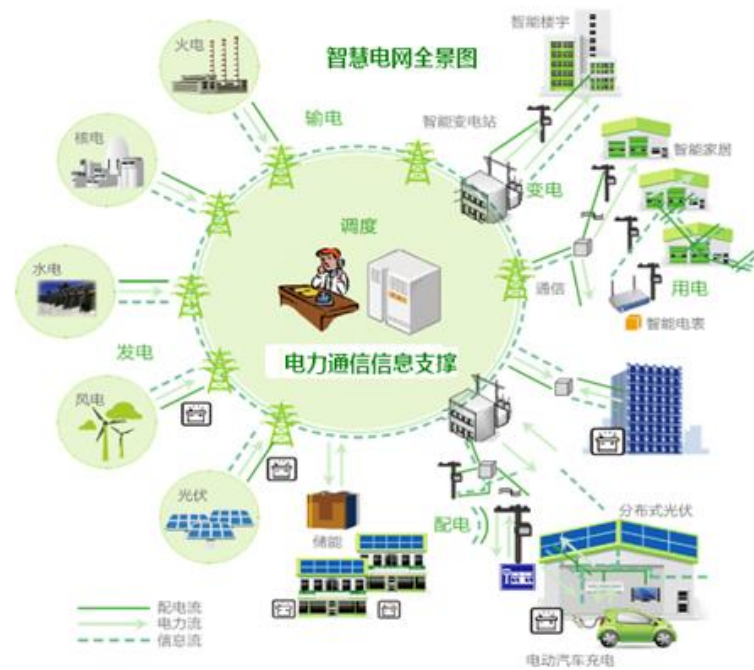 智慧电网全景图
火电
智能楼宇
输电
智能变电站
核电
变电
智能家居
调度
水电
通信
用电
智能电表
发电
电力通信信息支撑
风电
光伏
配电
分布式光伏
储能
配电流
电力流
信息流
电动汽车充电